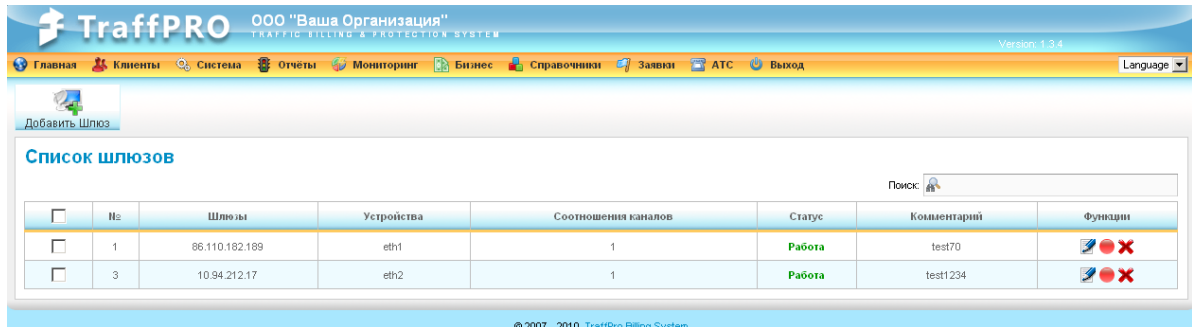 TraffPRO ООО "Ваша Организация"
TRAFFIC BILLING & PROTECTION SYSTEM
Version: 1.3.4
Главная Клиенты Система Отчёты Мониторинг Бизнес Справочники Заявки АТС Выход Language
Добавить Шлюз
Список шлюзов
Поиск:
№ Шлюзы Устройства Соотношения каналов Статус Комментарий Функции
1 86.110.182.189 eth1 1 Работа test70
3 10.94.212.17 eth2 1 Работа test1234
© 2007 - 2010 TraffPro Billing System